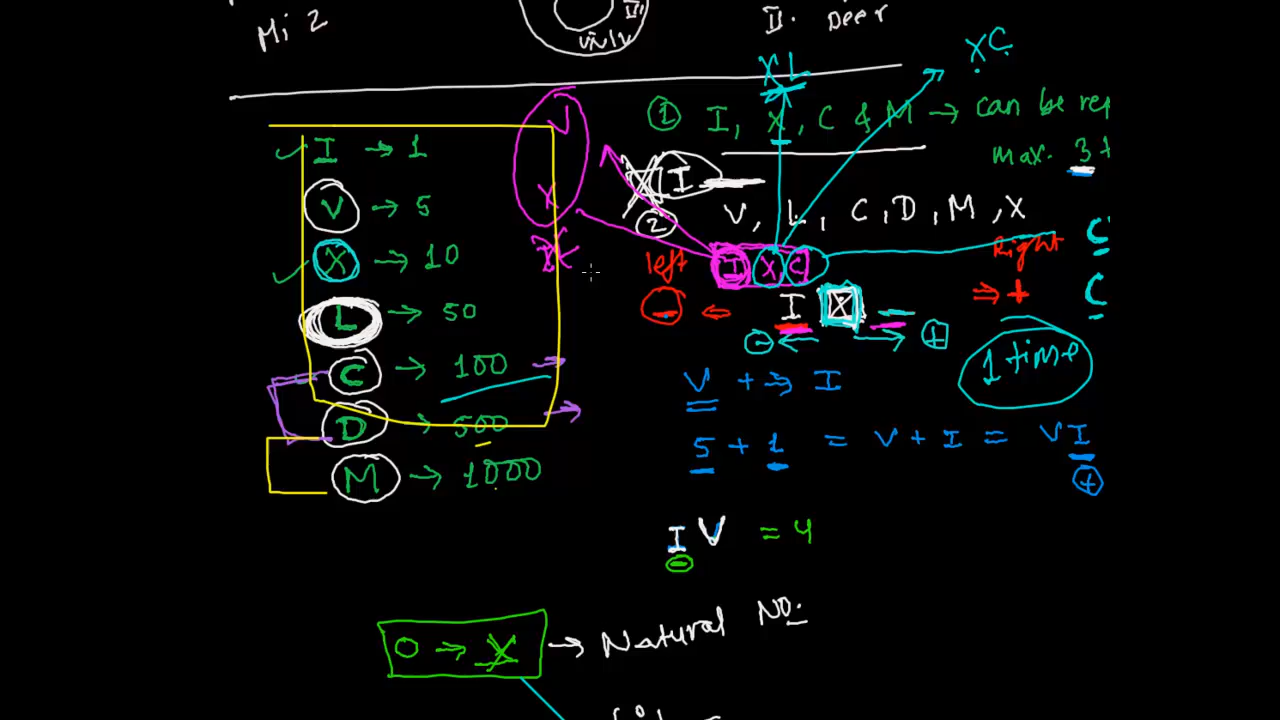 Mi 2
II. Deer
XL
XC
① I, X, C & M → can be rep
max. 3 t
I → 1
V → 5
X → 10
L → 50
C → 100
D → 500
M → 1000
V
X
I
②
V, L, C, D, M, X
I X C
left
Right
- ⇐ I X ⇒ +
C
C
- ← → +
1 time
V + ⇒ I
5 + 1 = V + I = VI
+
IV = 4
-
0 → X → Natural No.